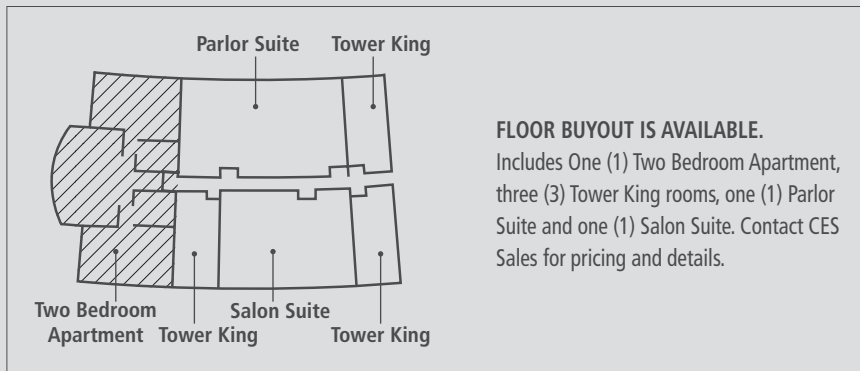 Parlor Suite
Tower King
FLOOR BUYOUT IS AVAILABLE.
Includes One (1) Two Bedroom Apartment,
three (3) Tower King rooms, one (1) Parlor
Suite and one (1) Salon Suite. Contact CES
Sales for pricing and details.
Two Bedroom
Apartment
Tower King
Salon Suite
Tower King